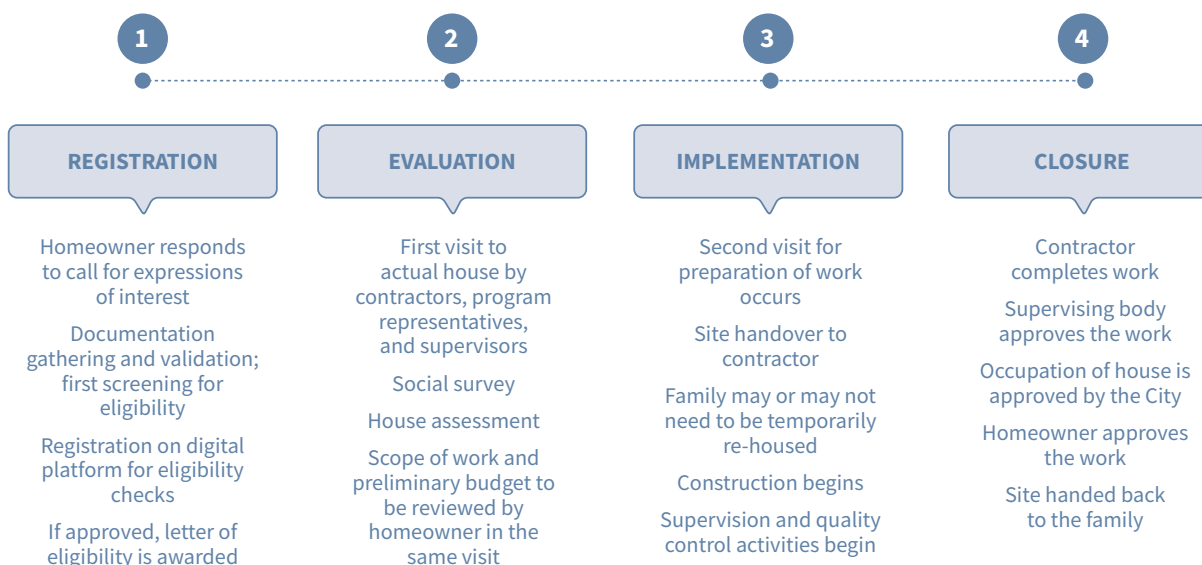 1
2
3
4
REGISTRATION
Homeowner responds
to call for expressions
of interest
Documentation
gathering and validation;
first screening for
eligibility
Registration on digital
platform for eligibility
checks
If approved, letter of
eligibility is awarded
EVALUATION
First visit to
actual house by
contractors, program
representatives,
and supervisors
Social survey
House assessment
Scope of work and
preliminary budget to
be reviewed by
homeowner in the
same visit
IMPLEMENTATION
Second visit for
preparation of work
occurs
Site handover to
contractor
Family may or may not
need to be temporarily
re-housed
Construction begins
Supervision and quality
control activities begin
CLOSURE
Contractor
completes work
Supervising body
approves the work
Occupation of house is
approved by the City
Homeowner approves
the work
Site handed back
to the family